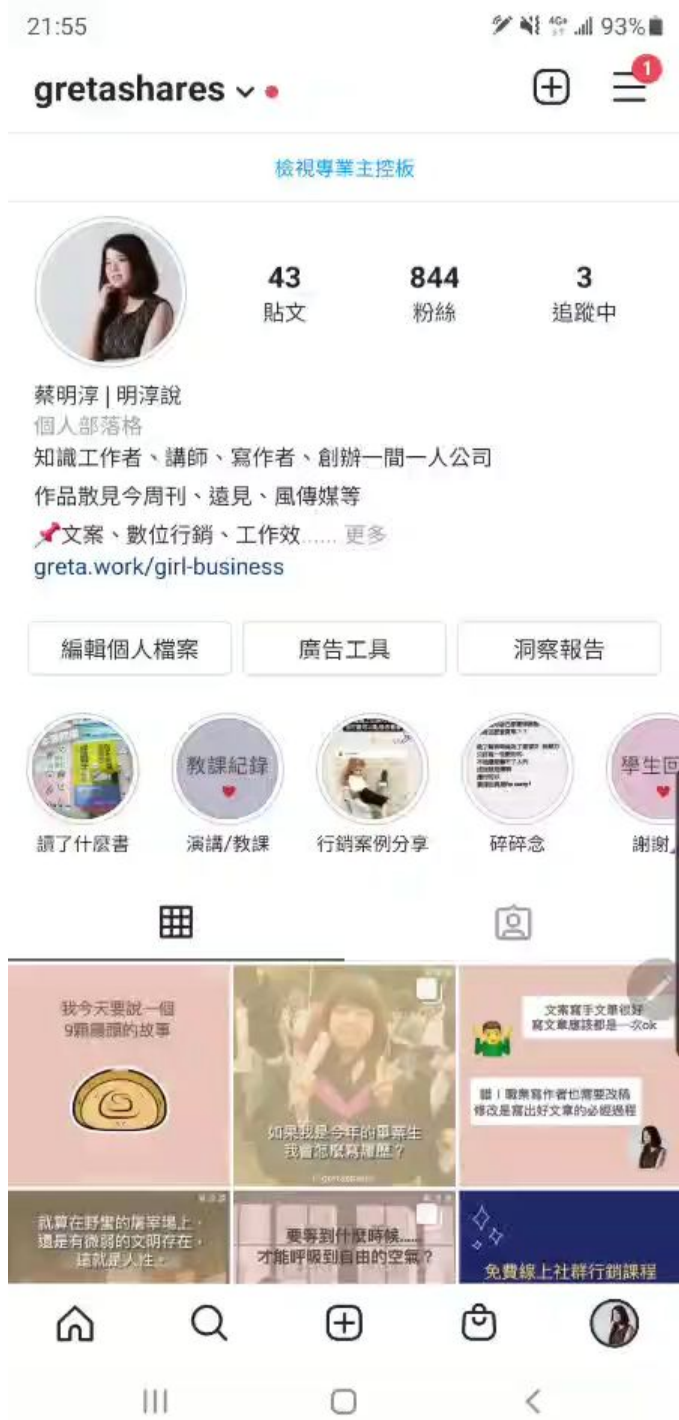 21:55
4G+ 93%
gretashares
1
檢視專業主控板
43 844 3
貼文 粉絲 追蹤中
蔡明淳 | 明淳說
個人部落格
知識工作者、講師、寫作者、創辦一間一人公司
作品散見今周刊、遠見、風傳媒等
📌文案、數位行銷、工作效...... 更多
greta.work/girl-business
編輯個人檔案 廣告工具 洞察報告
教課紀錄
學生回
讀了什麼書 演講/教課 行銷案例分享 碎碎念 謝謝
我今天要說一個
9顆饅頭的故事
如果我是今年的畢業生
我會怎麼寫履歷？
文案寫手文筆很好
寫文章應該都是一次ok
錯！職業寫作者也需要改稿
修改是寫出好文章的必經過程
就算在野蠻的屠宰場上，
還是有微弱的文明存在，
這就是人性。
要等到什麼時候......
才能呼吸到自由的空氣？
免費線上社群行銷課程